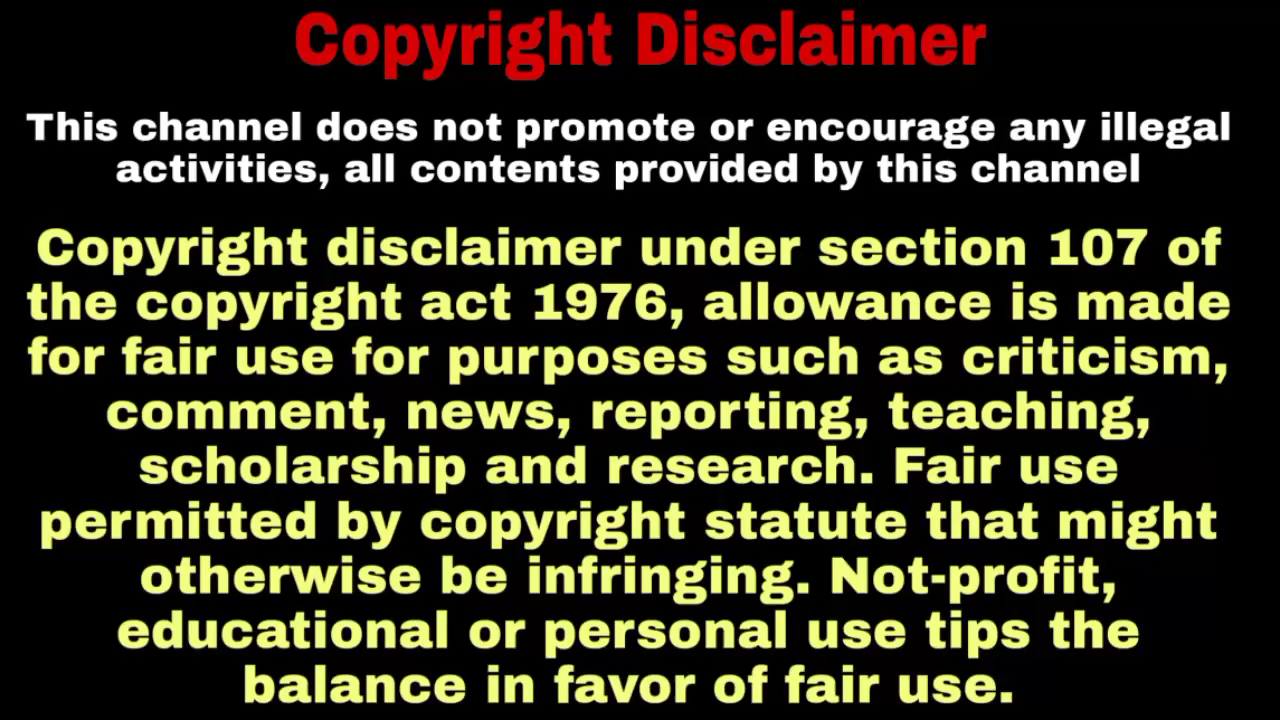 Copyright Disclaimer
This channel does not promote or encourage any illegal
activities, all contents provided by this channel
Copyright disclaimer under section 107 of
the copyright act 1976, allowance is made
for fair use for purposes such as criticism,
comment, news, reporting, teaching,
scholarship and research. Fair use
permitted by copyright statute that might
otherwise be infringing. Not-profit,
educational or personal use tips the
balance in favor of fair use.